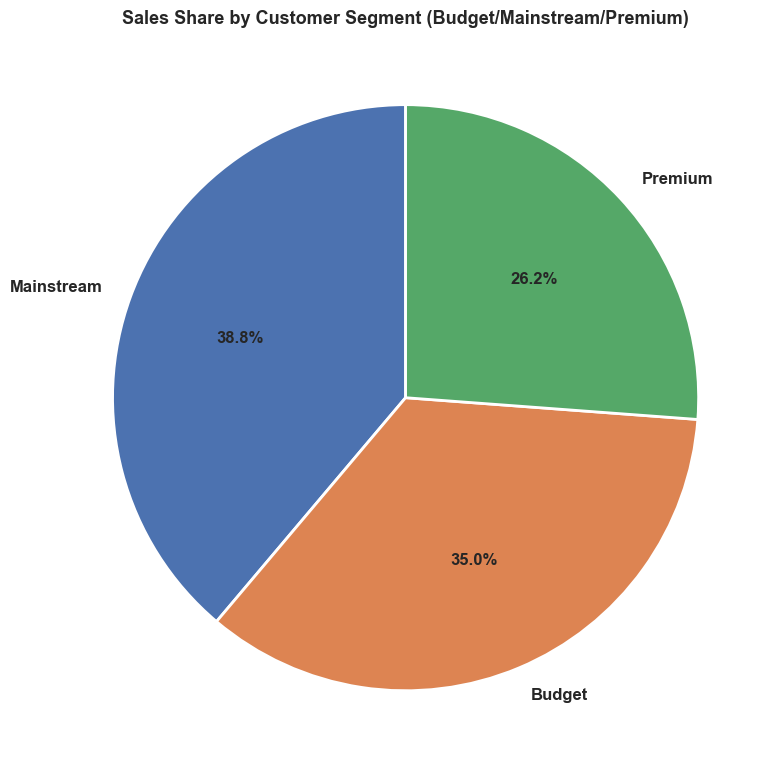 Sales Share by Customer Segment (Budget/Mainstream/Premium)
Premium
26.2%
Mainstream
38.8%
35.0%
Budget